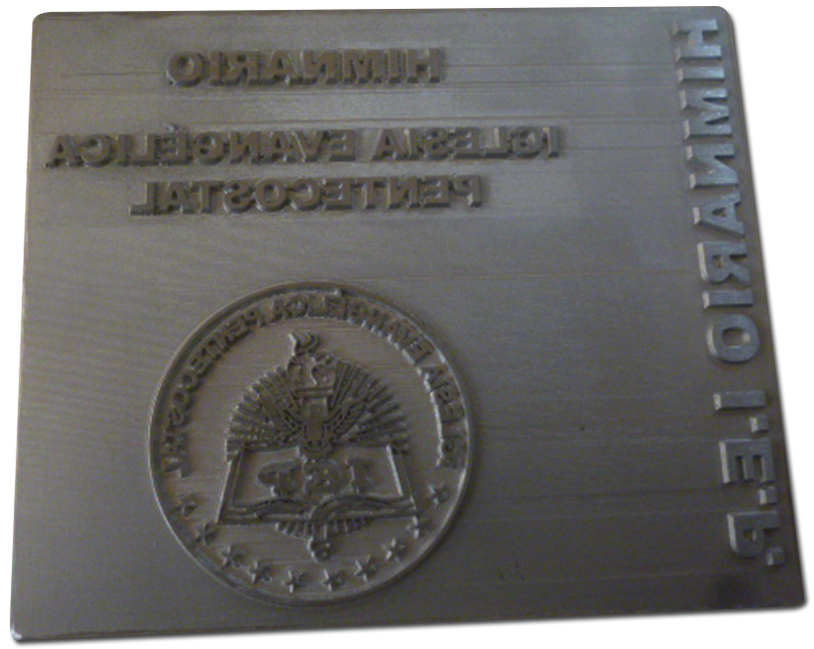 HIMNARIO
IGLESIA EVANGÉLICA
PENTECOSTAL
IGLESIA EVANGÉLICA PENTECOSTAL
I.E.P.
HIMNARIO I.E.P.